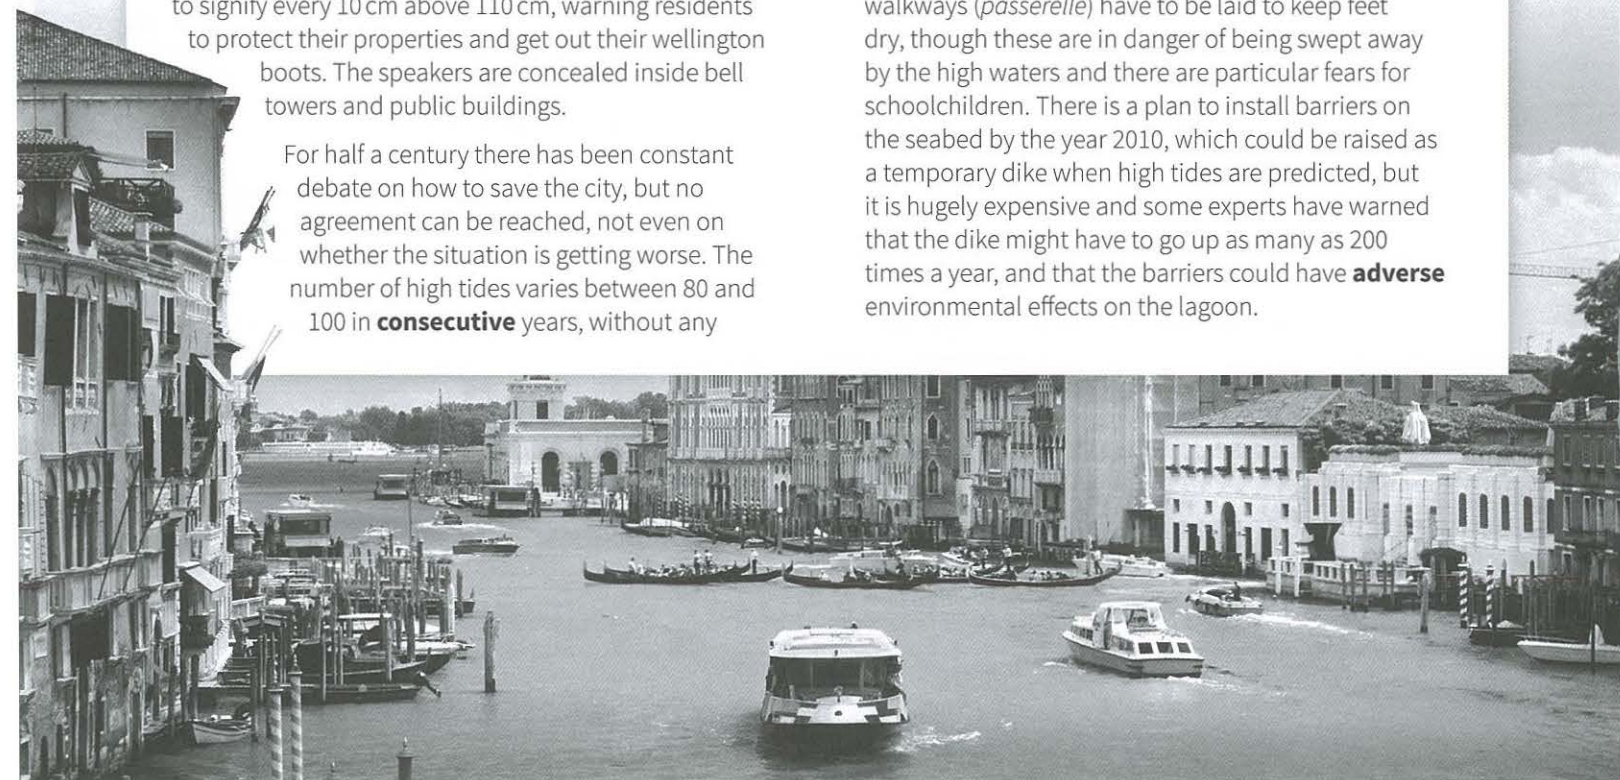 to signify every 10 cm above 110 cm, warning residents
to protect their properties and get out their wellington
boots. The speakers are concealed inside bell
towers and public buildings.
For half a century there has been constant
debate on how to save the city, but no
agreement can be reached, not even on
whether the situation is getting worse. The
number of high tides varies between 80 and
100 in consecutive years, without any
walkways (passerelle) have to be laid to keep feet
dry, though these are in danger of being swept away
by the high waters and there are particular fears for
schoolchildren. There is a plan to install barriers on
the seabed by the year 2010, which could be raised as
a temporary dike when high tides are predicted, but
it is hugely expensive and some experts have warned
that the dike might have to go up as many as 200
times a year, and that the barriers could have adverse
environmental effects on the lagoon.